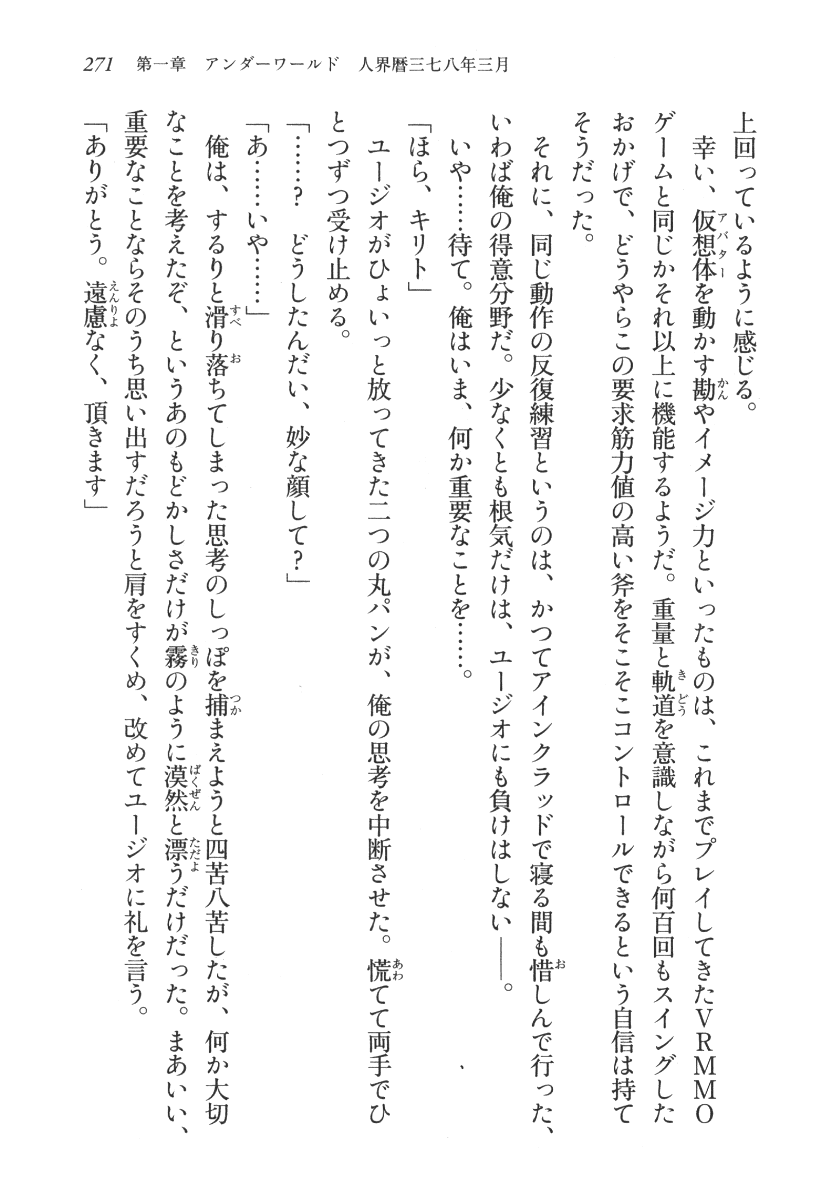 271　第一章　アンダーワールド　人界暦三七八年三月
上回っているように感じる。
　幸い、仮想体を動かす勘やイメージ力といったものは、これまでプレイしてきたVRMMO
ゲームと同じかそれ以上に機能するようだ。重量と軌道を意識しながら何百回もスイングした
おかげで、どうやらこの要求筋力値の高い斧をそこそこコントロールできるという自信は持て
そうだった。
　それに、同じ動作の反復練習というのは、かつてアインクラッドで寝る間も惜しんで行った、
いわば俺の得意分野だ。少なくとも根気だけは、ユージオにも負けはしない――。
　いや……待て。俺はいま、何か重要なことを……。
「ほら、キリト」
　ユージオがひょいっと放ってきた二つの丸パンが、俺の思考を中断させた。慌てて両手でひ
とつずつ受け止める。
「……？　どうしたんだい、妙な顔して？」
「あ……いや……」
　俺は、するりと滑り落ちてしまった思考のしっぽを捕まえようと四苦八苦したが、何か大切
なことを考えたぞ、というあのもどかしさだけが霧のように漠然と漂うだけだった。まあいい、
重要なことならそのうち思い出すだろうと肩をすくめ、改めてユージオに礼を言う。
「ありがとう。遠慮なく、頂きます」